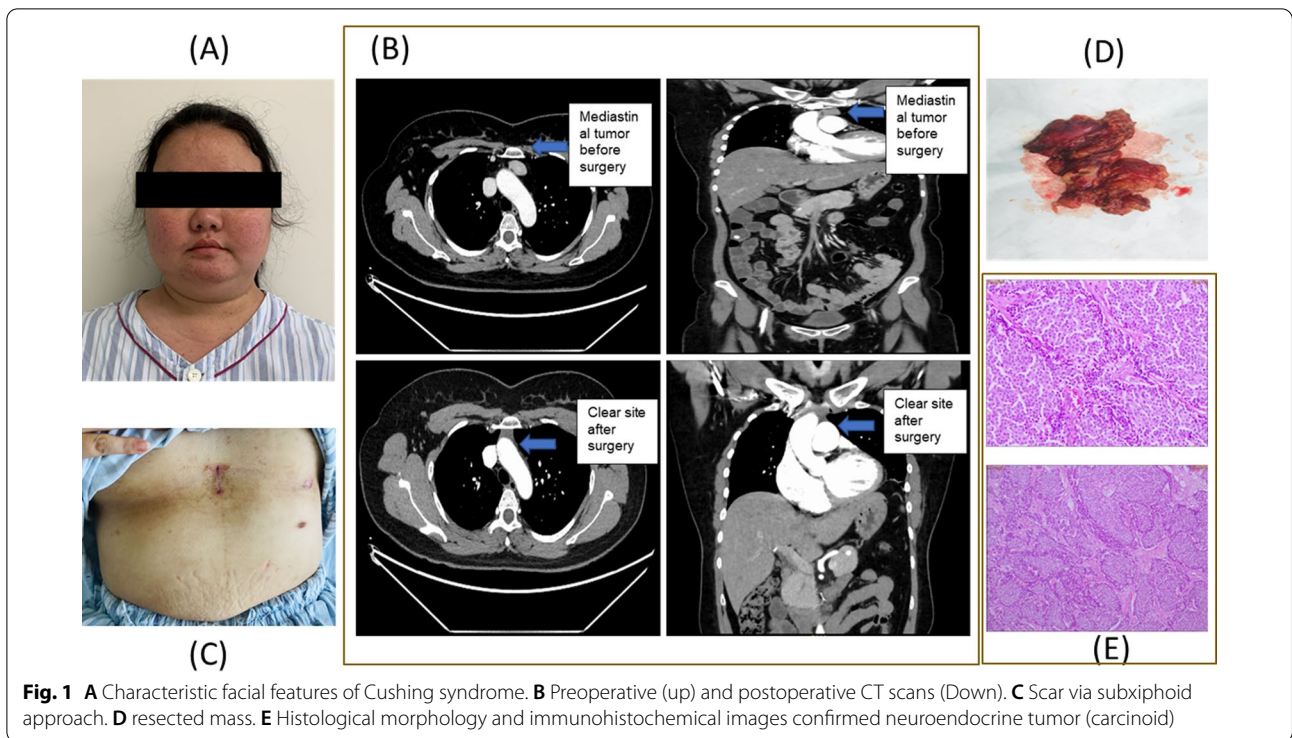 (A)
(B)
(D)
Mediastin
al tumor
before
surgery
Mediastin
al tumor
before
surgery
Clear site
after
surgery
Clear site
after
surgery
(C)
(E)
Fig. 1 A Characteristic facial features of Cushing syndrome. B Preoperative (up) and postoperative CT scans (Down). C Scar via subxiphoid
approach. D resected mass. E Histological morphology and immunohistochemical images confirmed neuroendocrine tumor (carcinoid)